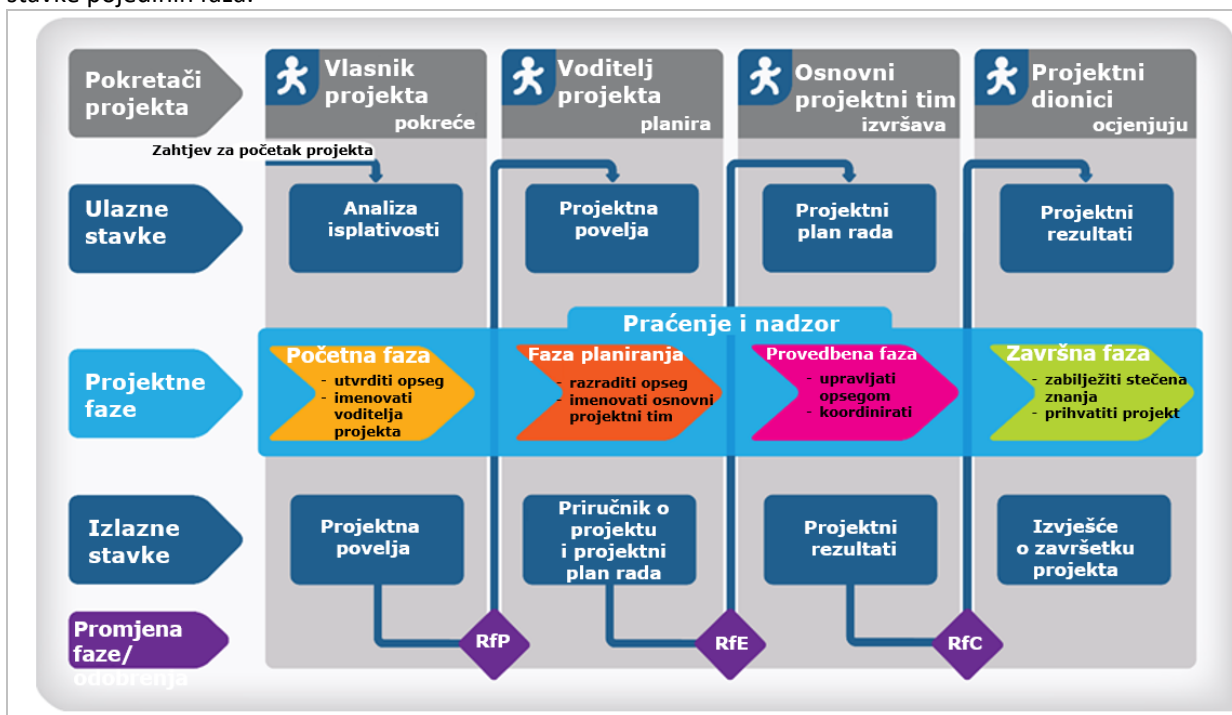 stavke pojedinih faza.
Pokretači
projekta
Vlasnik
projekta
pokreće
Voditelj
projekta
planira
Osnovni
projektni tim
izvršava
Projektni
dionici
ocjenjuju
Zahtjev za početak projekta
Ulazne
stavke
Analiza
isplativosti
Projektna
povelja
Projektni
plan rada
Projektni
rezultati
Praćenje i nadzor
Projektne
faze
Početna faza
- utvrditi opseg
- imenovati
voditelja
projekta
Faza planiranja
- razraditi opseg
- imenovati osnovni
projektni tim
Provedbena faza
- upravljati
opsegom
- koordinirati
Završna faza
- zabilježiti stečena
znanja
- prihvatiti projekt
Izlazne
stavke
Projektna
povelja
Priručnik o
projektu
i projektni
plan rada
Projektni
rezultati
Izvješće
o završetku
projekta
Promjena
faze/
odobrenja
RfP
RfE
RfC